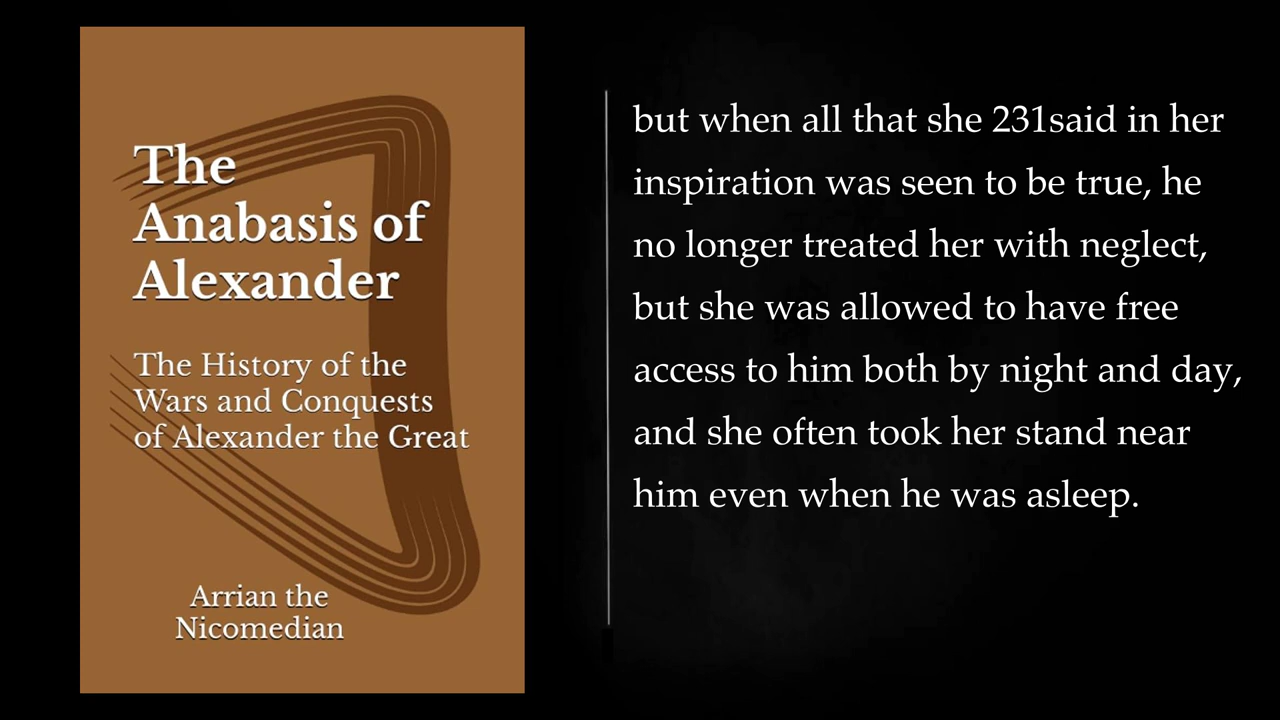 The
Anabasis of
Alexander
The History of the
Wars and Conquests
of Alexander the Great
Arrian the
Nicomedian
but when all that she 231said in her
inspiration was seen to be true, he
no longer treated her with neglect,
but she was allowed to have free
access to him both by night and day,
and she often took her stand near
him even when he was asleep.